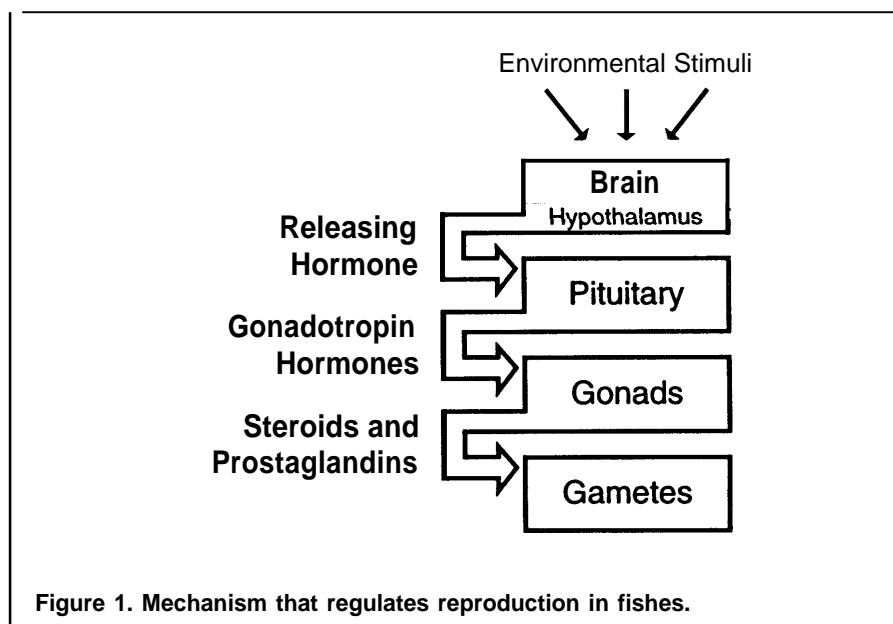 Environmental Stimuli
Brain
Hypothalamus
Releasing
Hormone
Pituitary
Gonadotropin
Hormones
Gonads
Steroids and
Prostaglandins
Gametes
Figure 1. Mechanism that regulates reproduction in fishes.